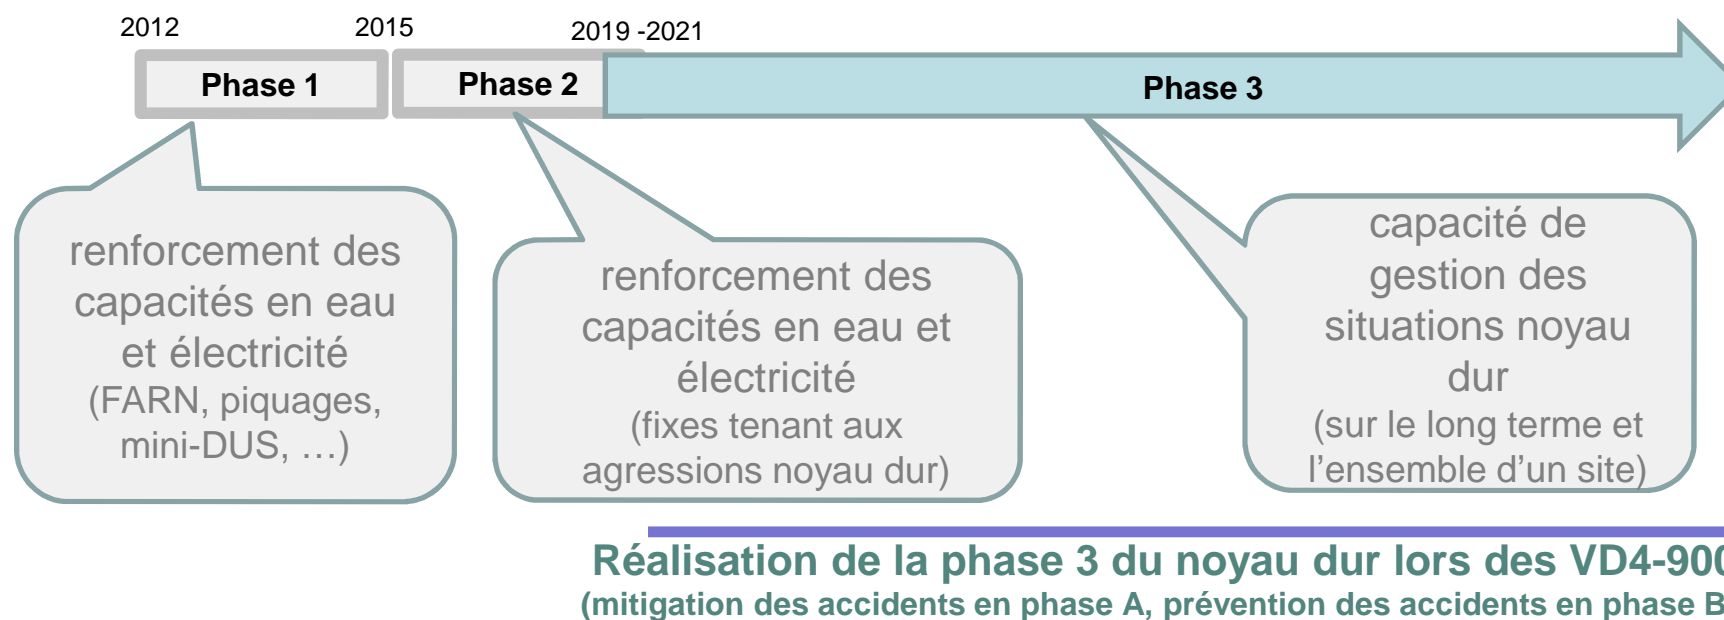 2012
2015
2019 -2021
Phase 1
Phase 2
Phase 3
renforcement des
capacités en eau
et électricité
(FARN, piquages,
mini-DUS, …)
renforcement des
capacités en eau et
électricité
(fixes tenant aux
agressions noyau dur)
capacité de
gestion des
situations noyau
dur
(sur le long terme et
l’ensemble d’un site)
Réalisation de la phase 3 du noyau dur lors des VD4-900
(mitigation des accidents en phase A, prévention des accidents en phase B